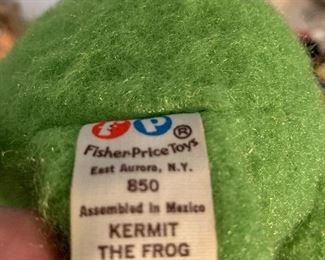 FP®
Fisher-Price Toys
East Aurora, N.Y.
850
Assembled in Mexico
KERMIT
THE FROG